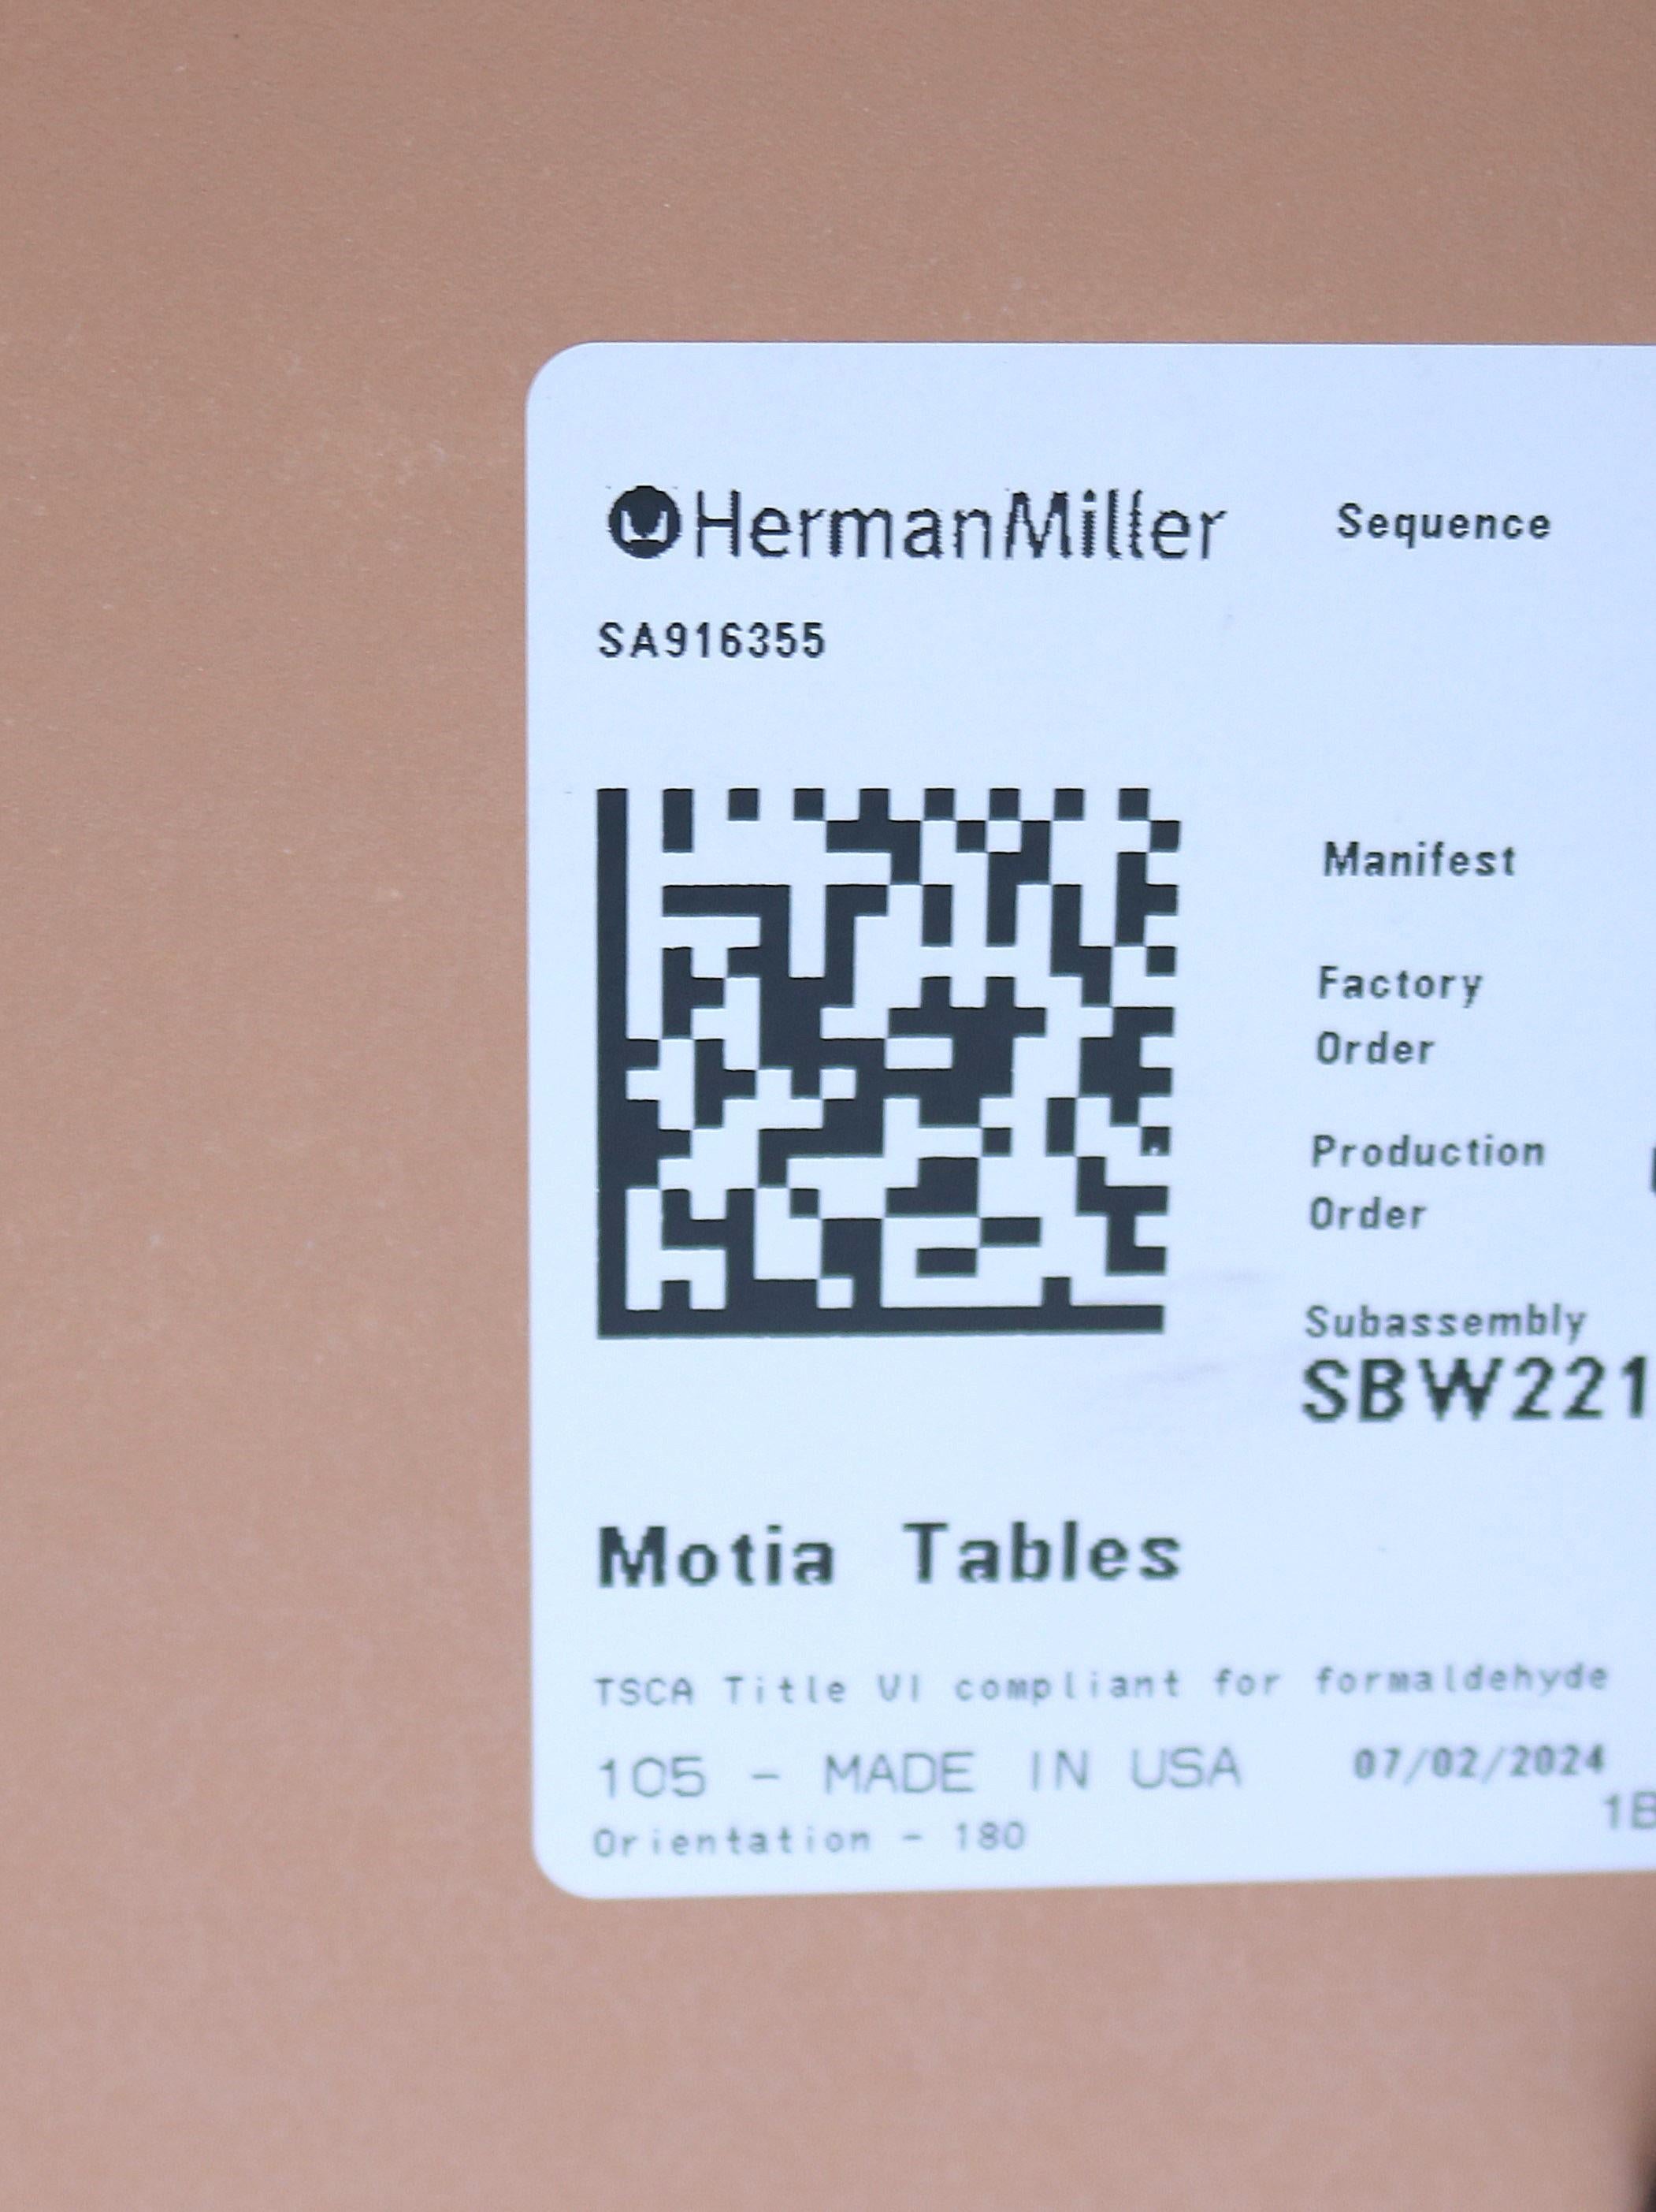 HermanMiller Sequence
SA916355
Manifest
Factory
Order
Production
Order
Subassembly
SBW221
Motia Tables
TSCA Title VI compliant for formaldehyde
105 - MADE IN USA 07/02/2024
1B
Orientation - 180